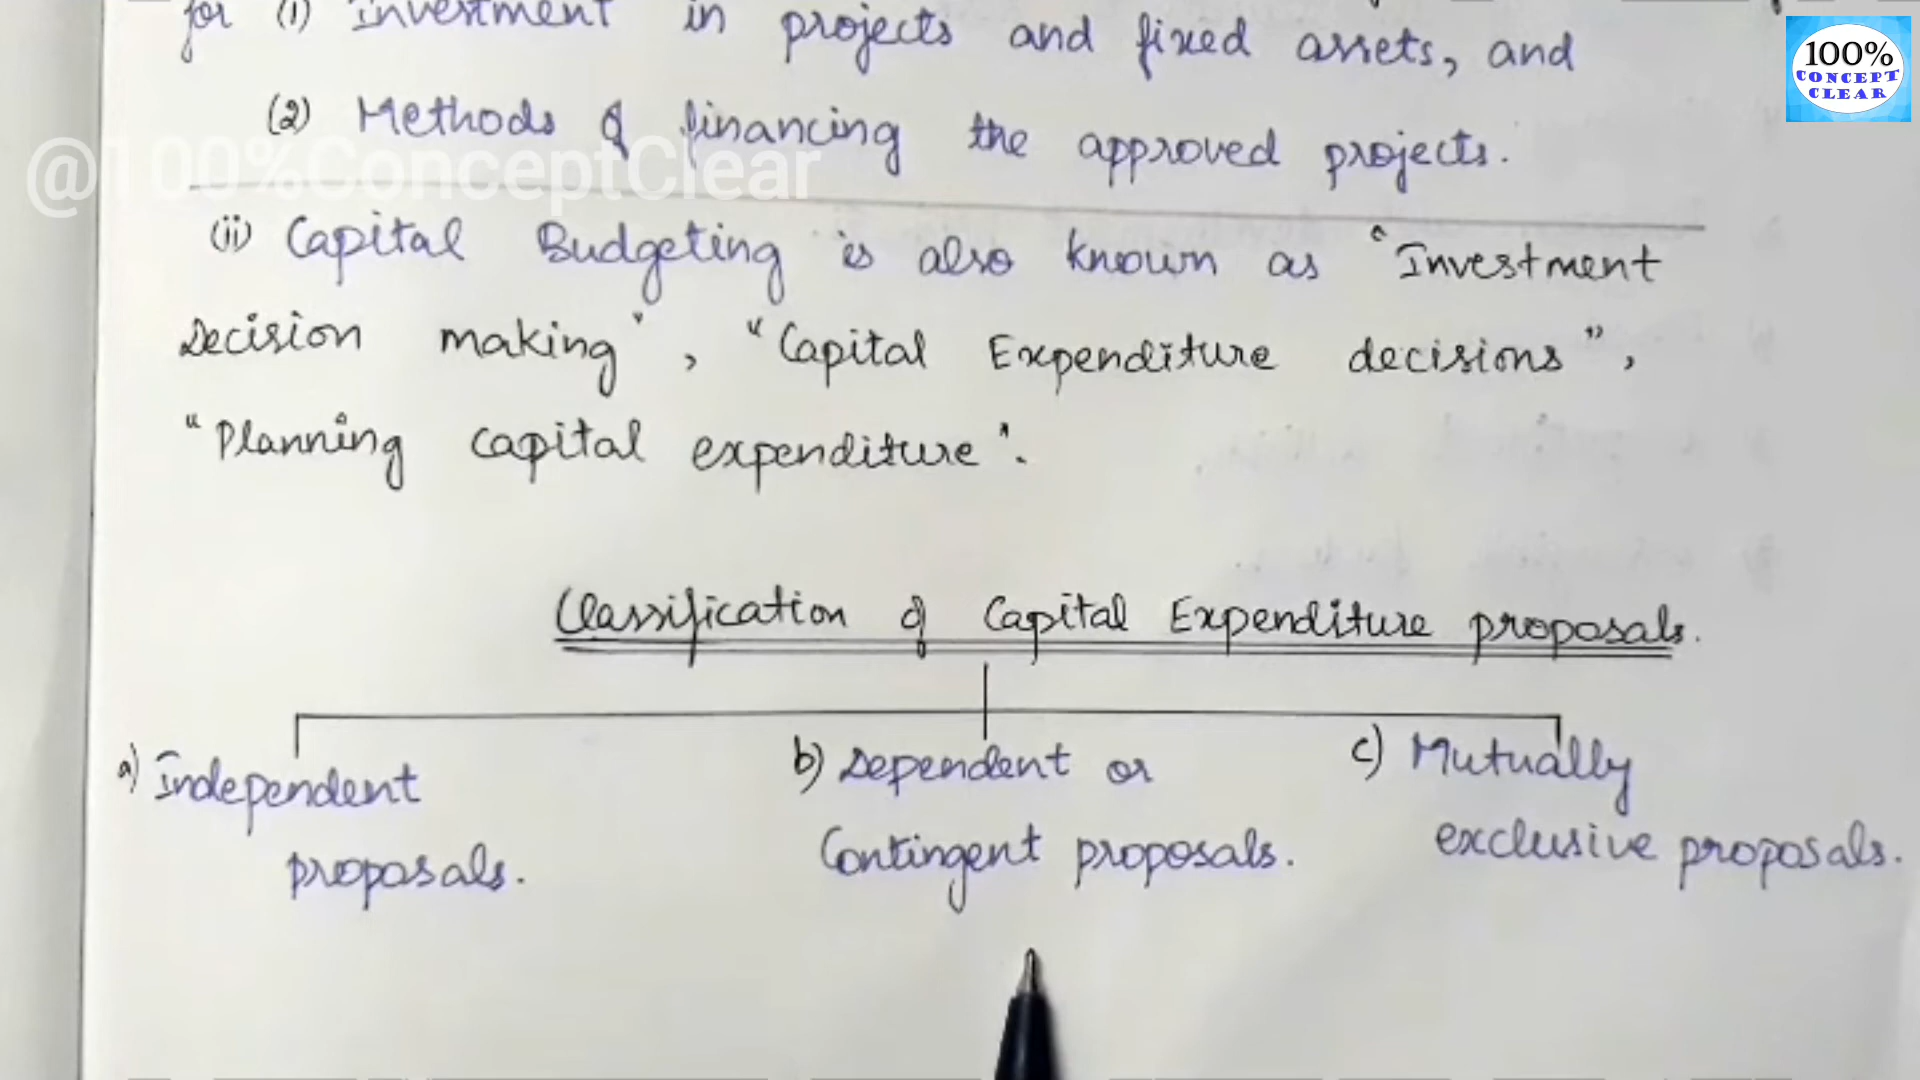 for (1) Investment in projects and fixed assets, and
(2) Methods of financing the approved projects.
@100%ConceptClear
(ii) Capital Budgeting is also known as "Investment
Decision making", "Capital Expenditure decisions",
"Planning capital expenditure".
Classification of Capital Expenditure proposals.
a) Independent
proposals.
b) Dependent or
Contingent proposals.
c) Mutually
exclusive proposals.
100%
CONCEPT
CLEAR